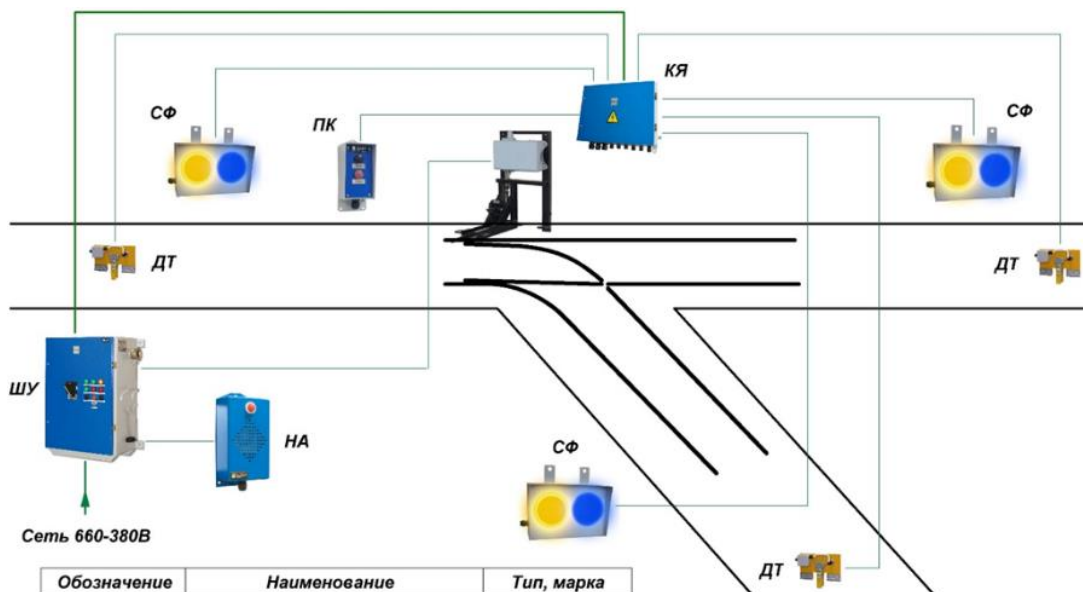 КЯ
СФ
ПК
СФ
ДТ
ДТ
ШУ
НА
СФ
Сеть 660-380В
ДТ
Обозначение Наименование Тип, марка